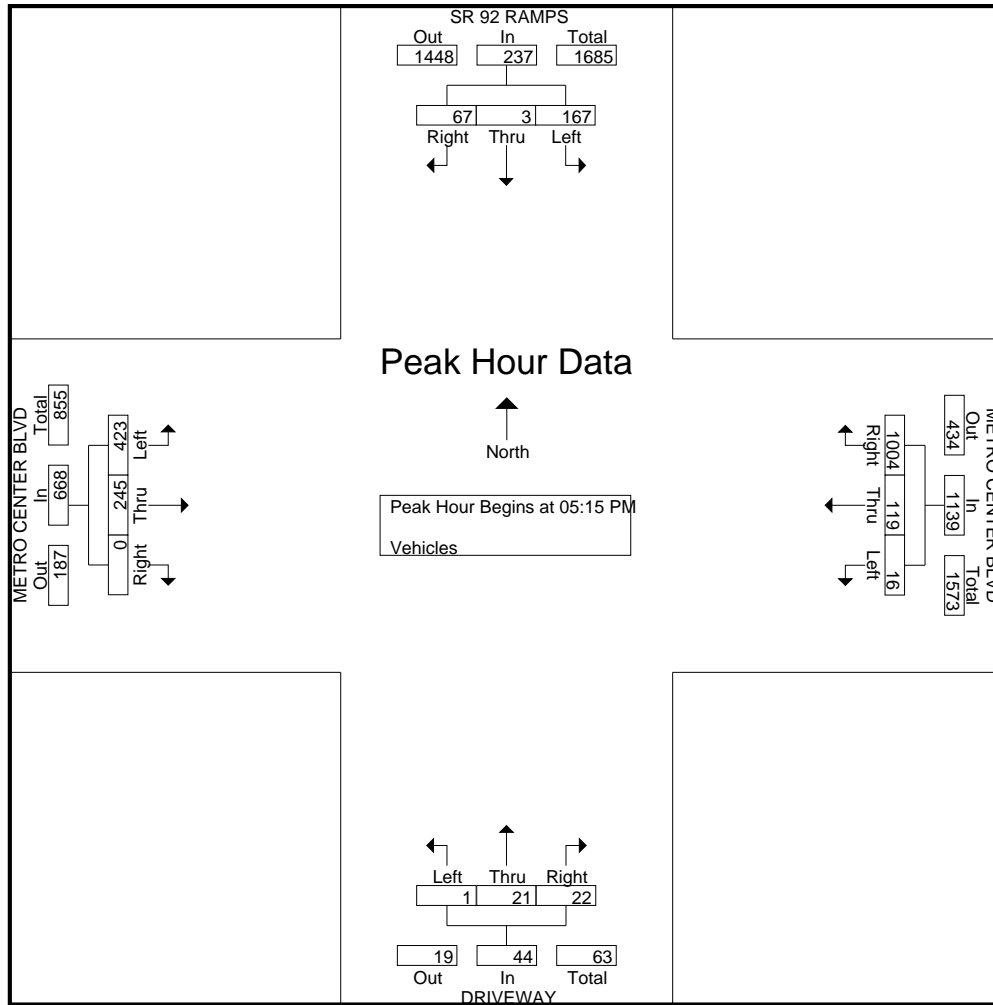 SR 92 RAMPS
Out In Total
1448 237 1685
67 3 167
Right Thru Left
Peak Hour Data
North
Peak Hour Begins at 05:15 PM
Vehicles
METRO CENTER BLVD
Total In Out
855 668 187
423 245 0
Left Thru Right
METRO CENTER BLVD
Out In Total
434 1139 1573
1004 119 16
Right Thru Left
Left Thru Right
1 21 22
19 44 63
Out In Total
DRIVEWAY